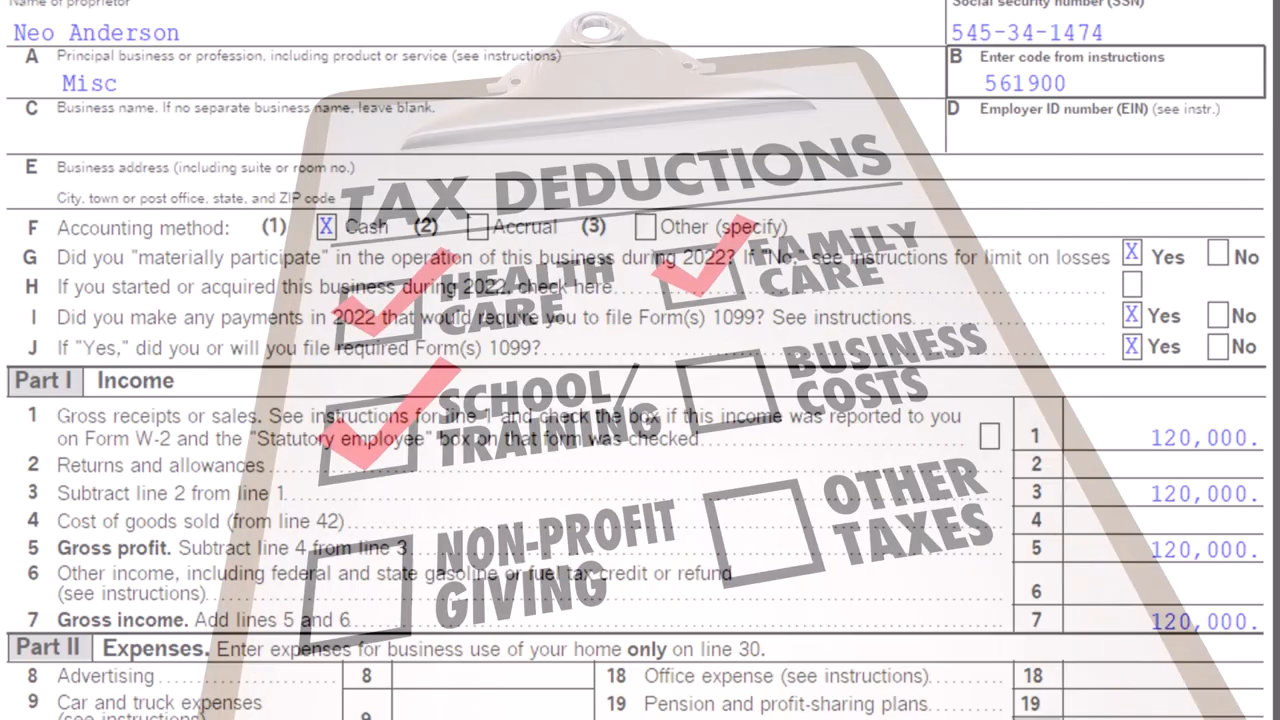 Name of proprietor
Social security number (SSN)
Neo Anderson
545-34-1474
A Principal business or profession, including product or service (see instructions)
B Enter code from instructions
Misc
561900
C Business name. If no separate business name, leave blank.
D Employer ID number (EIN) (see instr.)
E Business address (including suite or room no.)
City, town or post office, state, and ZIP code
TAX DEDUCTIONS
F Accounting method: (1) X Cash (2) Accrual (3) Other (specify)
G Did you "materially participate" in the operation of this business during 2022? If "No," see instructions for limit on losses X Yes No
H If you started or acquired this business during 2022, check here
I Did you make any payments in 2022 that would require you to file Form(s) 1099? See instructions. X Yes No
J If "Yes," did you or will you file required Form(s) 1099? X Yes No
HEALTH CARE
FAMILY CARE
Part I Income
SCHOOL/
TRAINING
BUSINESS
COSTS
1 Gross receipts or sales. See instructions for line 1 and check the box if this income was reported to you
on Form W-2 and the "Statutory employee" box on that form was checked 1 120,000.
2 Returns and allowances 2
3 Subtract line 2 from line 1 3 120,000.
4 Cost of goods sold (from line 42) 4
5 Gross profit. Subtract line 4 from line 3 5 120,000.
6 Other income, including federal and state gasoline or fuel tax credit or refund
(see instructions) 6
7 Gross income. Add lines 5 and 6 7 120,000.
NON-PROFIT
GIVING
OTHER
TAXES
Part II Expenses. Enter expenses for business use of your home only on line 30.
8 Advertising 8
18 Office expense (see instructions) 18
9 Car and truck expenses
(see instructions) 9
19 Pension and profit-sharing plans 19